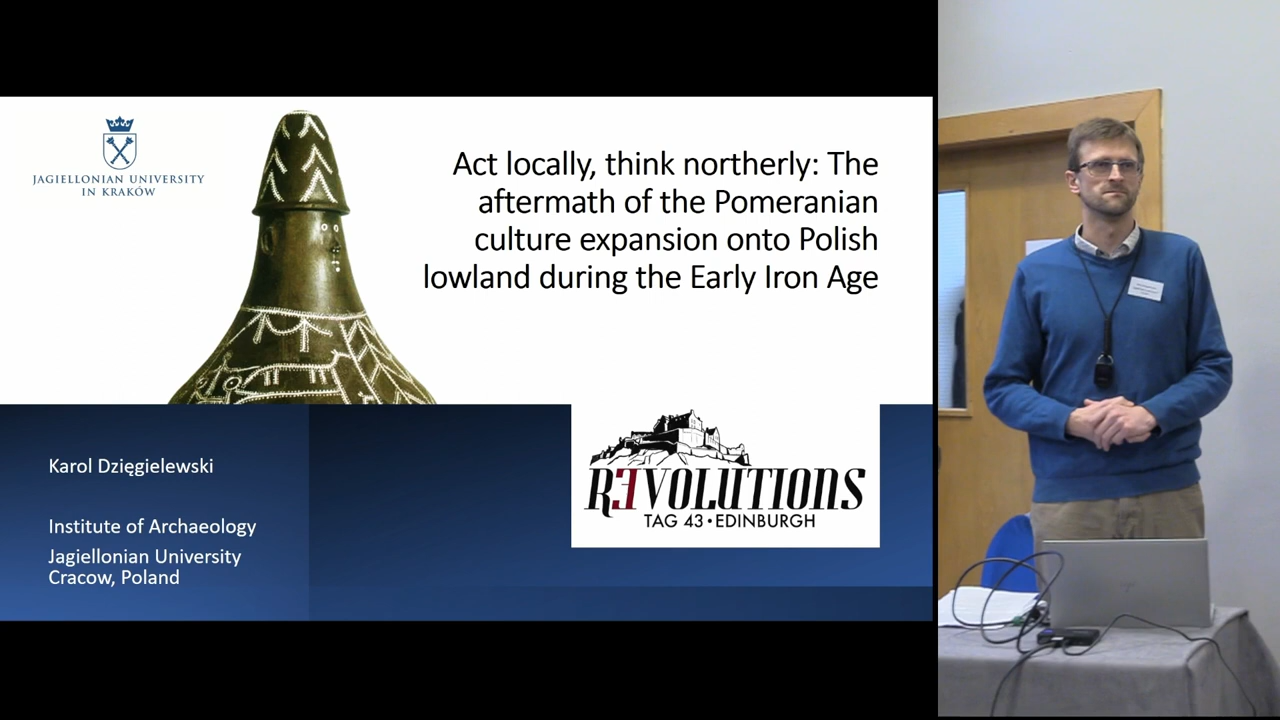 JAGIELLONIAN UNIVERSITY
IN KRAKÓW
Act locally, think northerly: The
aftermath of the Pomeranian
culture expansion onto Polish
lowland during the Early Iron Age
Karol Dzięgielewski
Institute of Archaeology
Jagiellonian University
Cracow, Poland
RƎVOLUTIONS
TAG 43 • EDINBURGH